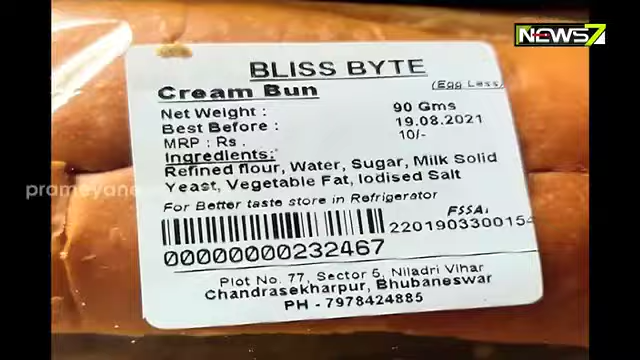 NEWS7
BLISS BYTE
Cream Bun (Egg Less)
Net Weight : 90 Gms
Best Before : 19.08.2021
MRP : Rs . 10/-
Ingredients:
Refined flour, Water, Sugar, Milk Solid
Yeast, Vegetable Fat, Iodised Salt
For Better taste store in Refrigerator
FSSAI
2201903300154
00000000232467
Plot No. 77, Sector 5, Niladri Vihar
Chandrasekharpur, Bhubaneswar
PH - 7978424885
prameyane